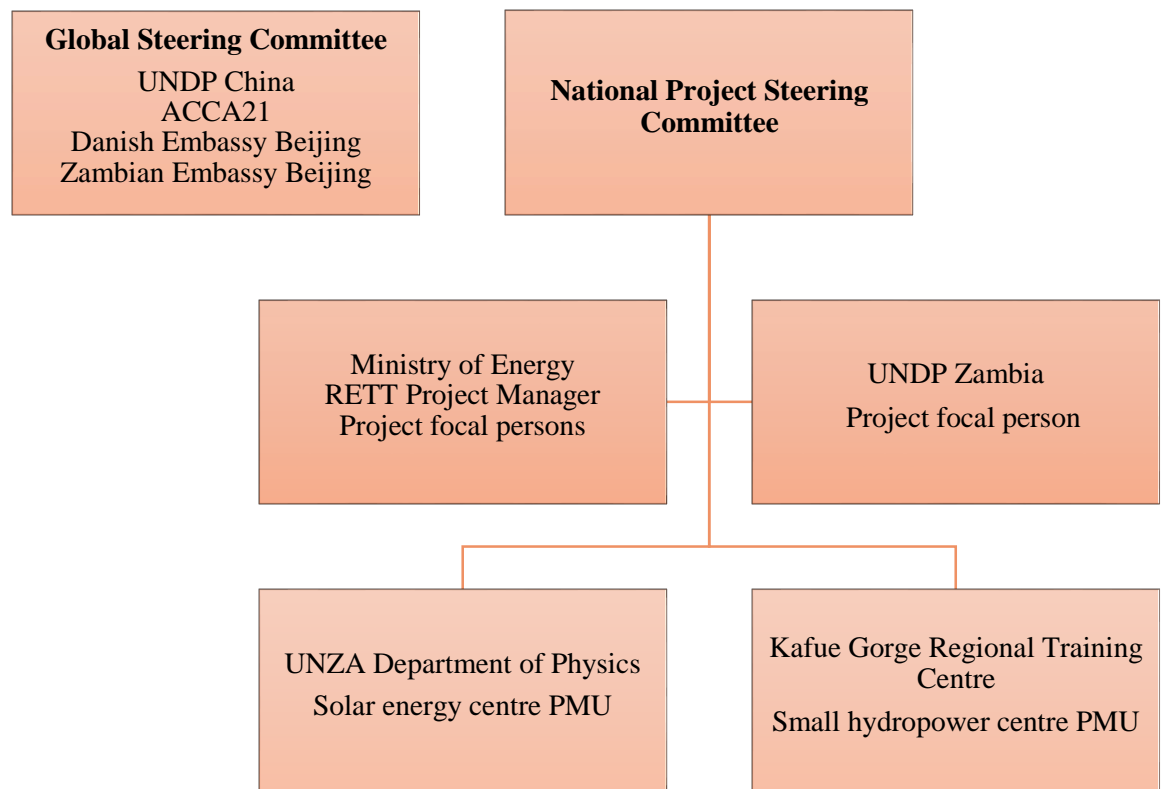 Global Steering Committee
UNDP China
ACCA21
Danish Embassy Beijing
Zambian Embassy Beijing
National Project Steering
Committee
Ministry of Energy
RETT Project Manager
Project focal persons
UNDP Zambia
Project focal person
UNZA Department of Physics
Solar energy centre PMU
Kafue Gorge Regional Training
Centre
Small hydropower centre PMU